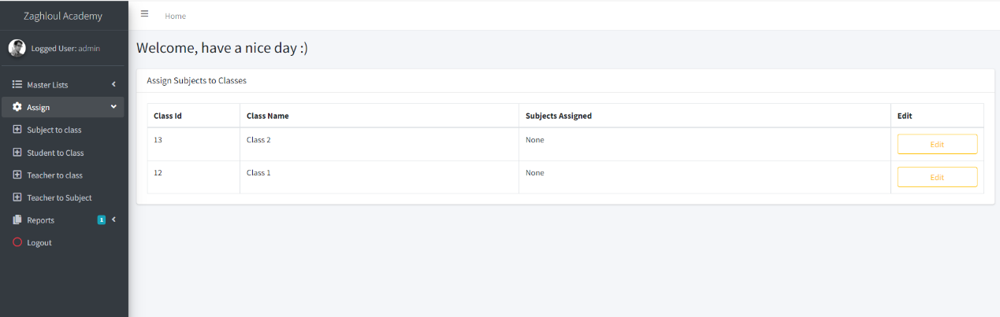 Zaghloul Academy
Home
Logged User: admin
Welcome, have a nice day :)
Master Lists
Assign
Subject to class
Student to Class
Teacher to class
Teacher to Subject
Reports 1
Logout
Assign Subjects to Classes
Class Id Class Name Subjects Assigned Edit
13 Class 2 None Edit
12 Class 1 None Edit